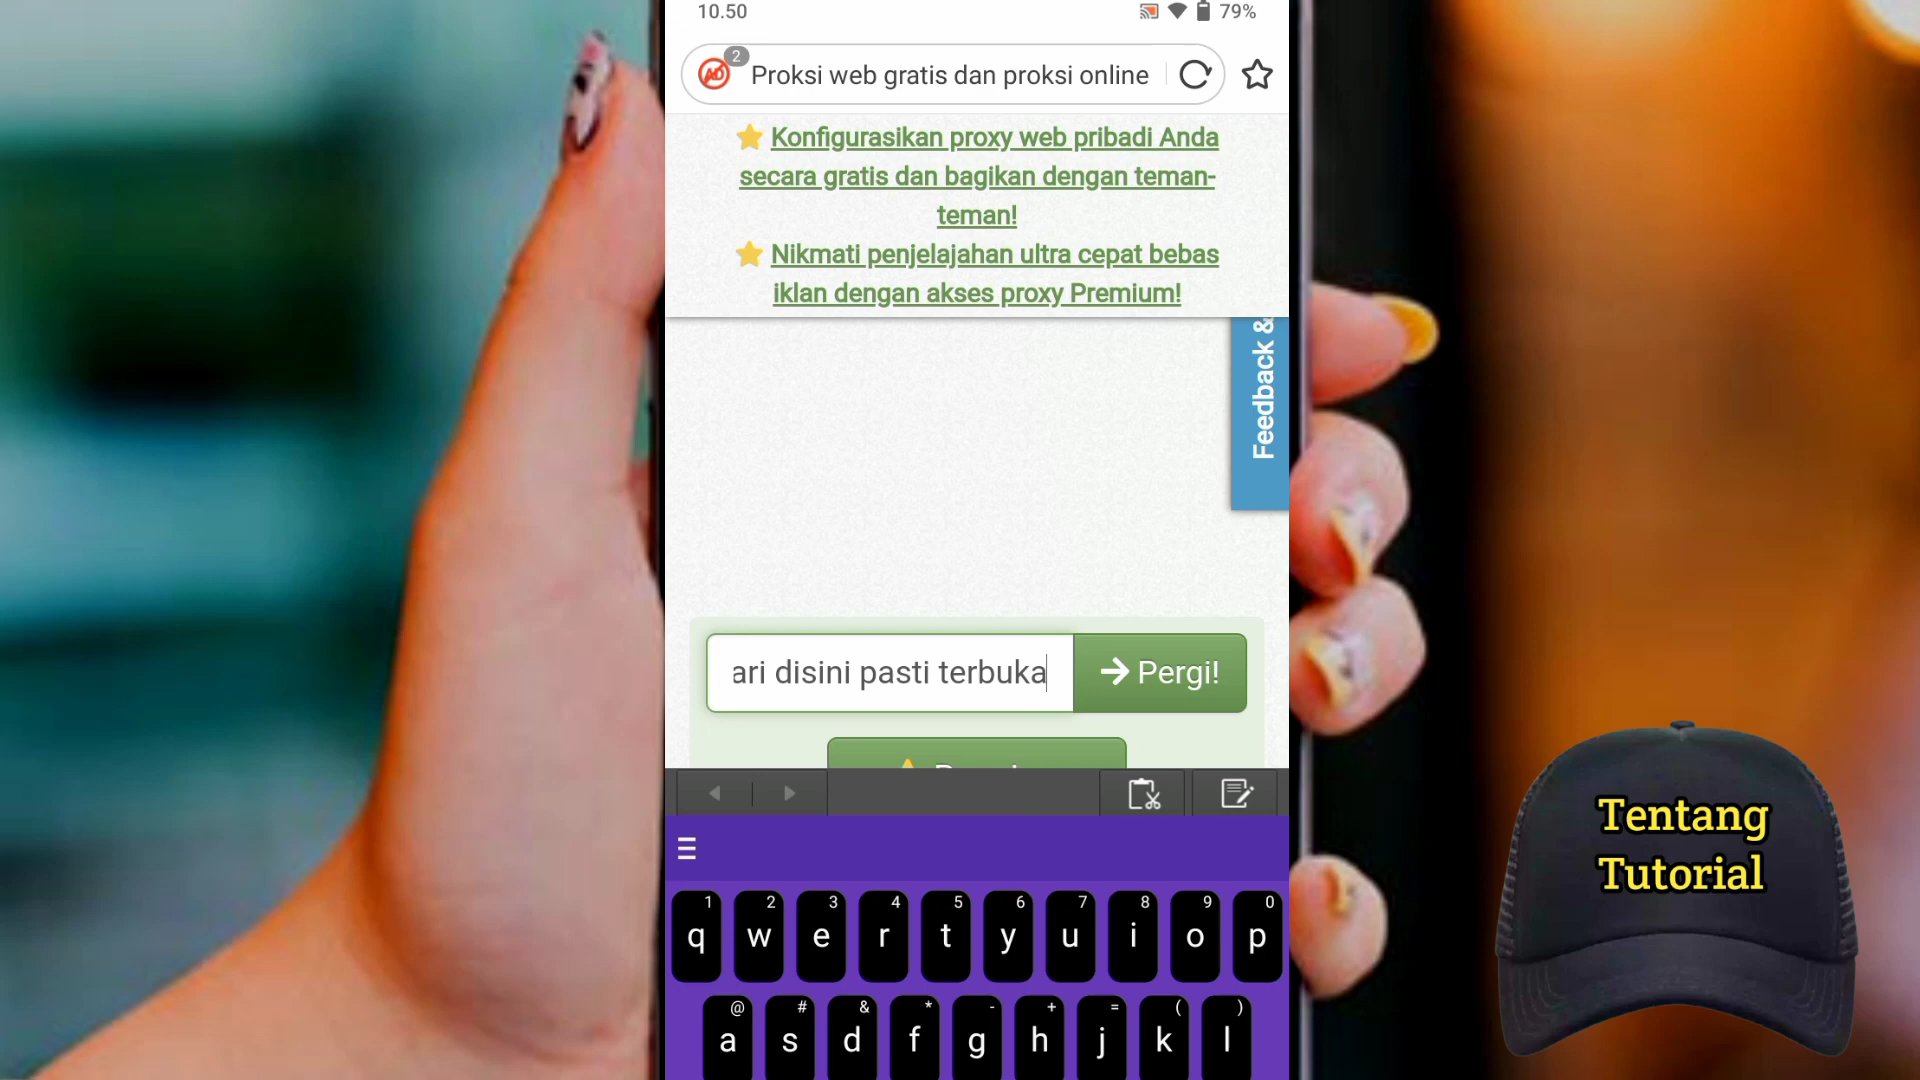 10.50
79%
2
AD
Proksi web gratis dan proksi online
Konfigurasikan proxy web pribadi Anda
secara gratis dan bagikan dengan teman-
teman!
Nikmati penjelajahan ultra cepat bebas
iklan dengan akses proxy Premium!
Feedback &
ari disini pasti terbuka
Pergi!
1 2 3 4 5 6 7 8 9 0
q w e r t y u i o p
@ # & * - + = ( )
a s d f g h j k l
Tentang
Tutorial